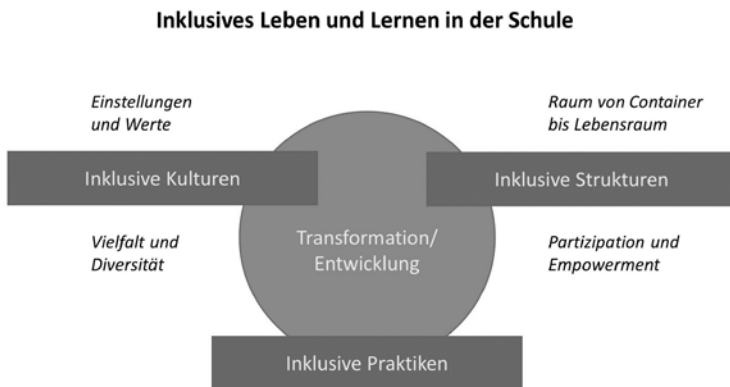 Inklusives Leben und Lernen in der Schule
Einstellungen
und Werte
Raum von Container
bis Lebensraum
Inklusive Kulturen
Inklusive Strukturen
Vielfalt und
Diversität
Transformation/
Entwicklung
Partizipation und
Empowerment
Inklusive Praktiken